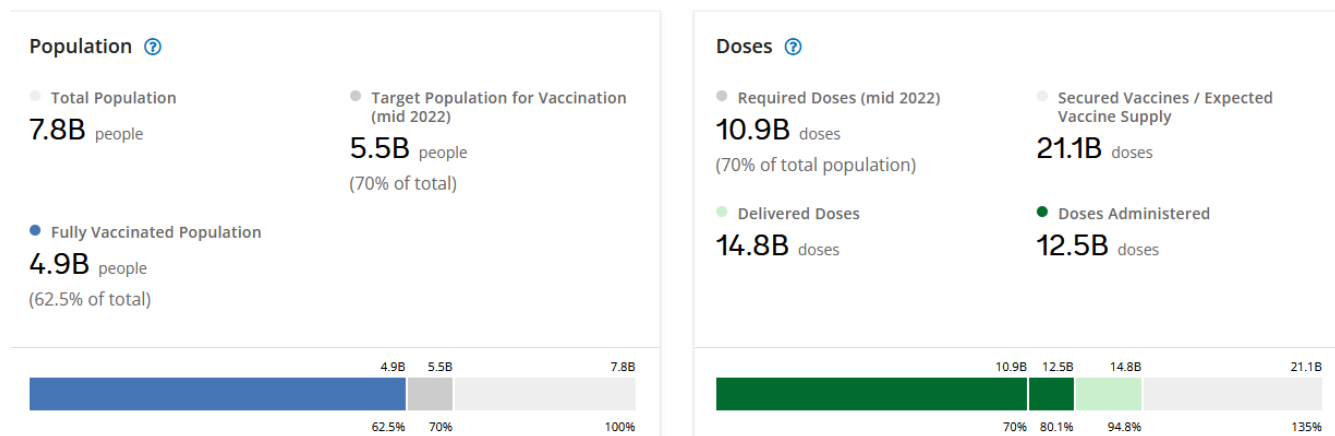 Population ?
Total Population
7.8B people
Target Population for Vaccination
(mid 2022)
5.5B people
(70% of total)
Fully Vaccinated Population
4.9B people
(62.5% of total)
4.9B 5.5B 7.8B
62.5% 70% 100%
Doses ?
Required Doses (mid 2022)
10.9B doses
(70% of total population)
Secured Vaccines / Expected
Vaccine Supply
21.1B doses
Delivered Doses
14.8B doses
Doses Administered
12.5B doses
10.9B 12.5B 14.8B 21.1B
70% 80.1% 94.8% 135%